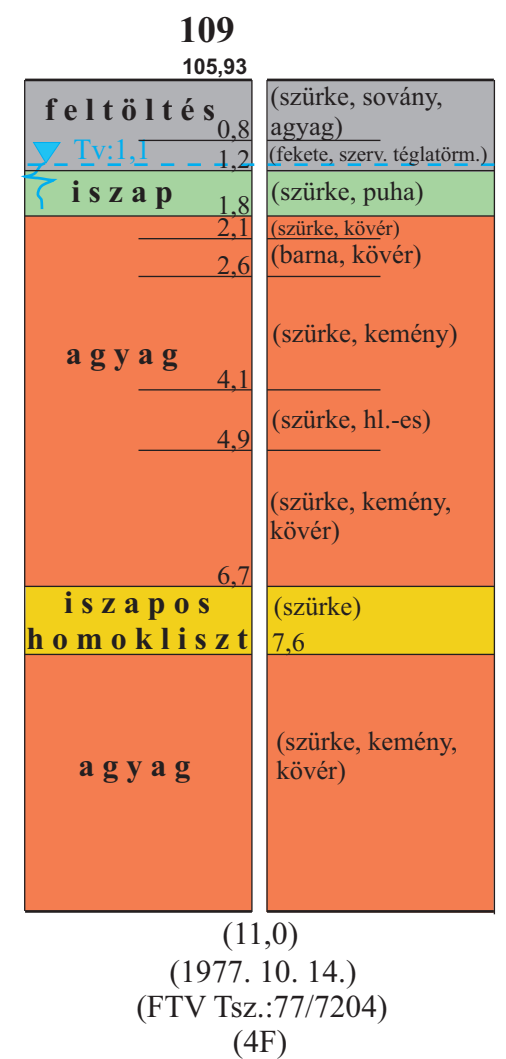 109
105,93
feltöltés
(szürke, sovány,
agyag)
0,8
Tv:1,1
(fekete, szerv. téglatörm.)
1,2
iszap
(szürke, puha)
1,8
(szürke, kövér)
2,1
(barna, kövér)
2,6
agyag
(szürke, kemény)
4,1
(szürke, hl.-es)
4,9
(szürke, kemény,
kövér)
6,7
iszapos
homokliszt
(szürke)
7,6
agyag
(szürke, kemény,
kövér)
(11,0)
(1977. 10. 14.)
(FTV Tsz.:77/7204)
(4F)